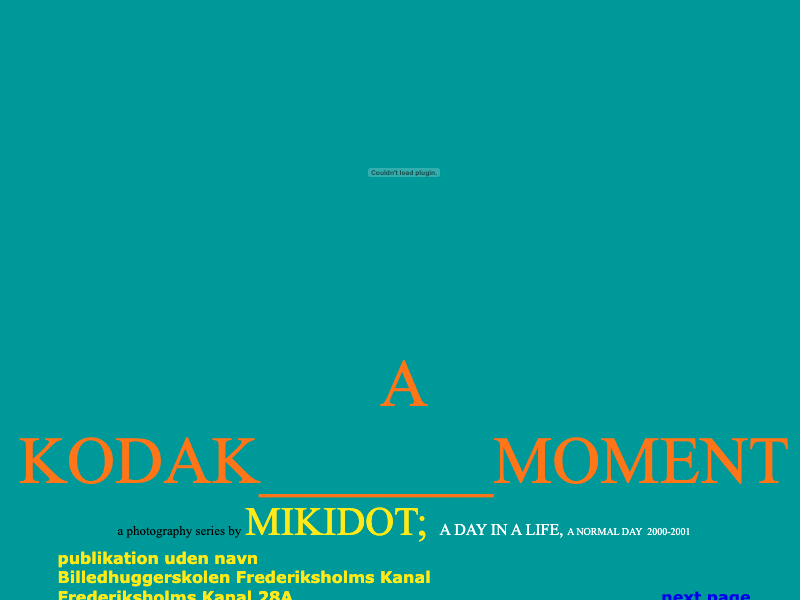 Couldn't load plugin.
A
KODAK_______MOMENT
a photography series by MIKIDOT; A DAY IN A LIFE, A NORMAL DAY 2000-2001
publikation uden navn
Billedhuggerskolen Frederiksholms Kanal
Frederiksholms Kanal 28A
next page